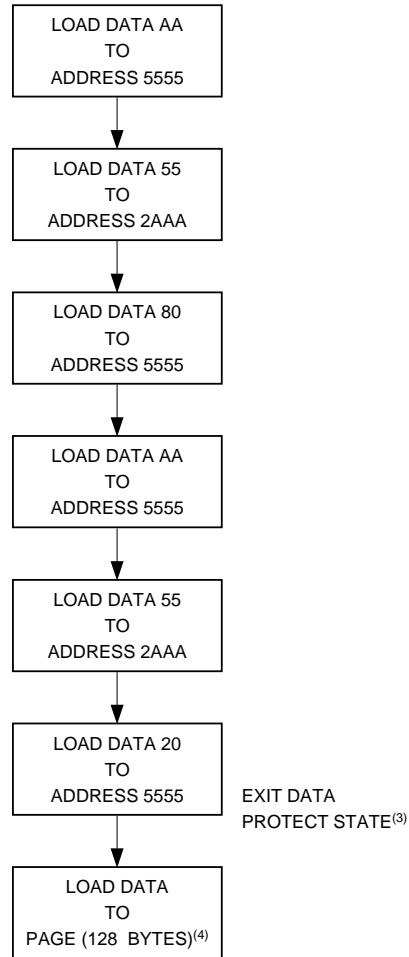 LOAD DATA AA
TO
ADDRESS 5555
LOAD DATA 55
TO
ADDRESS 2AAA
LOAD DATA 80
TO
ADDRESS 5555
LOAD DATA AA
TO
ADDRESS 5555
LOAD DATA 55
TO
ADDRESS 2AAA
LOAD DATA 20
TO
ADDRESS 5555
EXIT DATA
PROTECT STATE(3)
LOAD DATA
TO
PAGE (128 BYTES)(4)